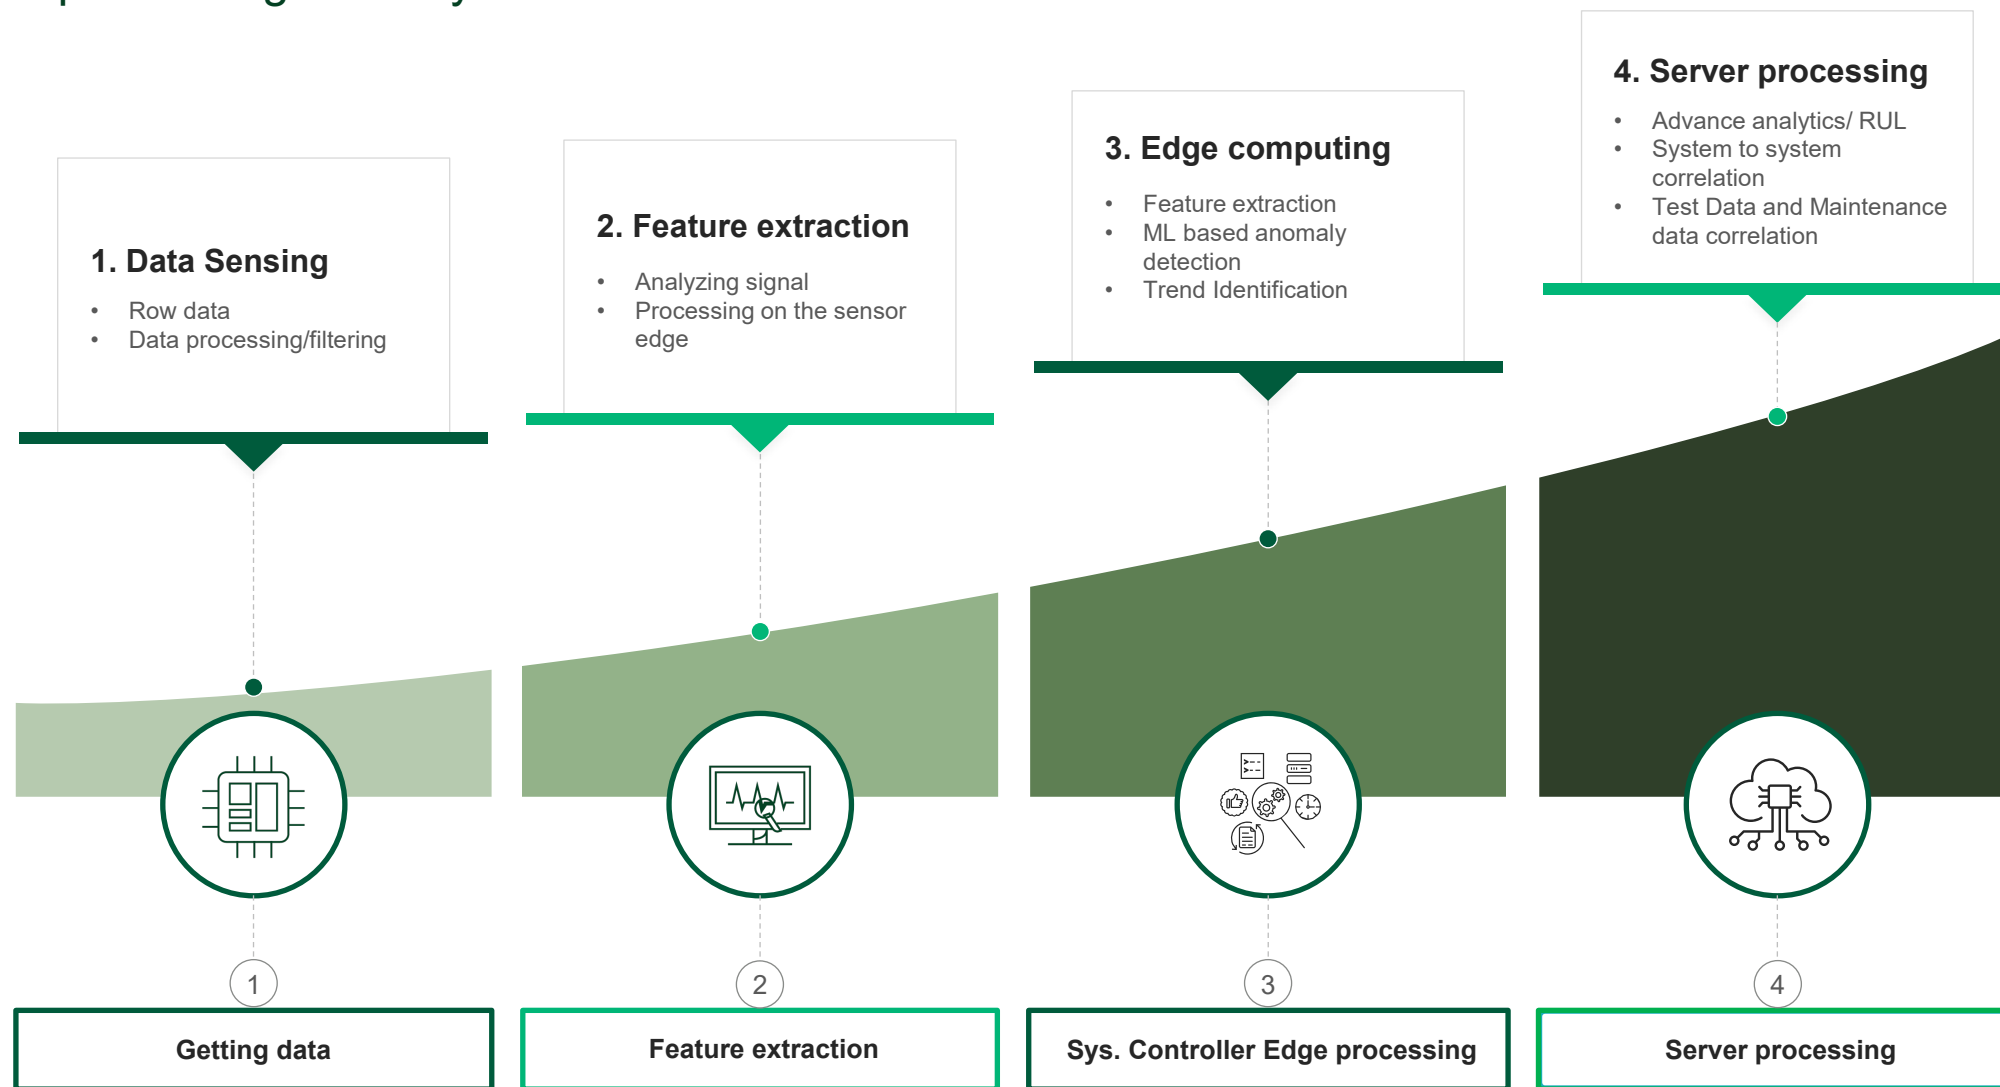 1. Data Sensing
• Row data
• Data processing/filtering
2. Feature extraction
• Analyzing signal
• Processing on the sensor
edge
3. Edge computing
• Feature extraction
• ML based anomaly
detection
• Trend Identification
4. Server processing
• Advance analytics/ RUL
• System to system
correlation
• Test Data and Maintenance
data correlation
1
2
3
4
Getting data
Feature extraction
Sys. Controller Edge processing
Server processing